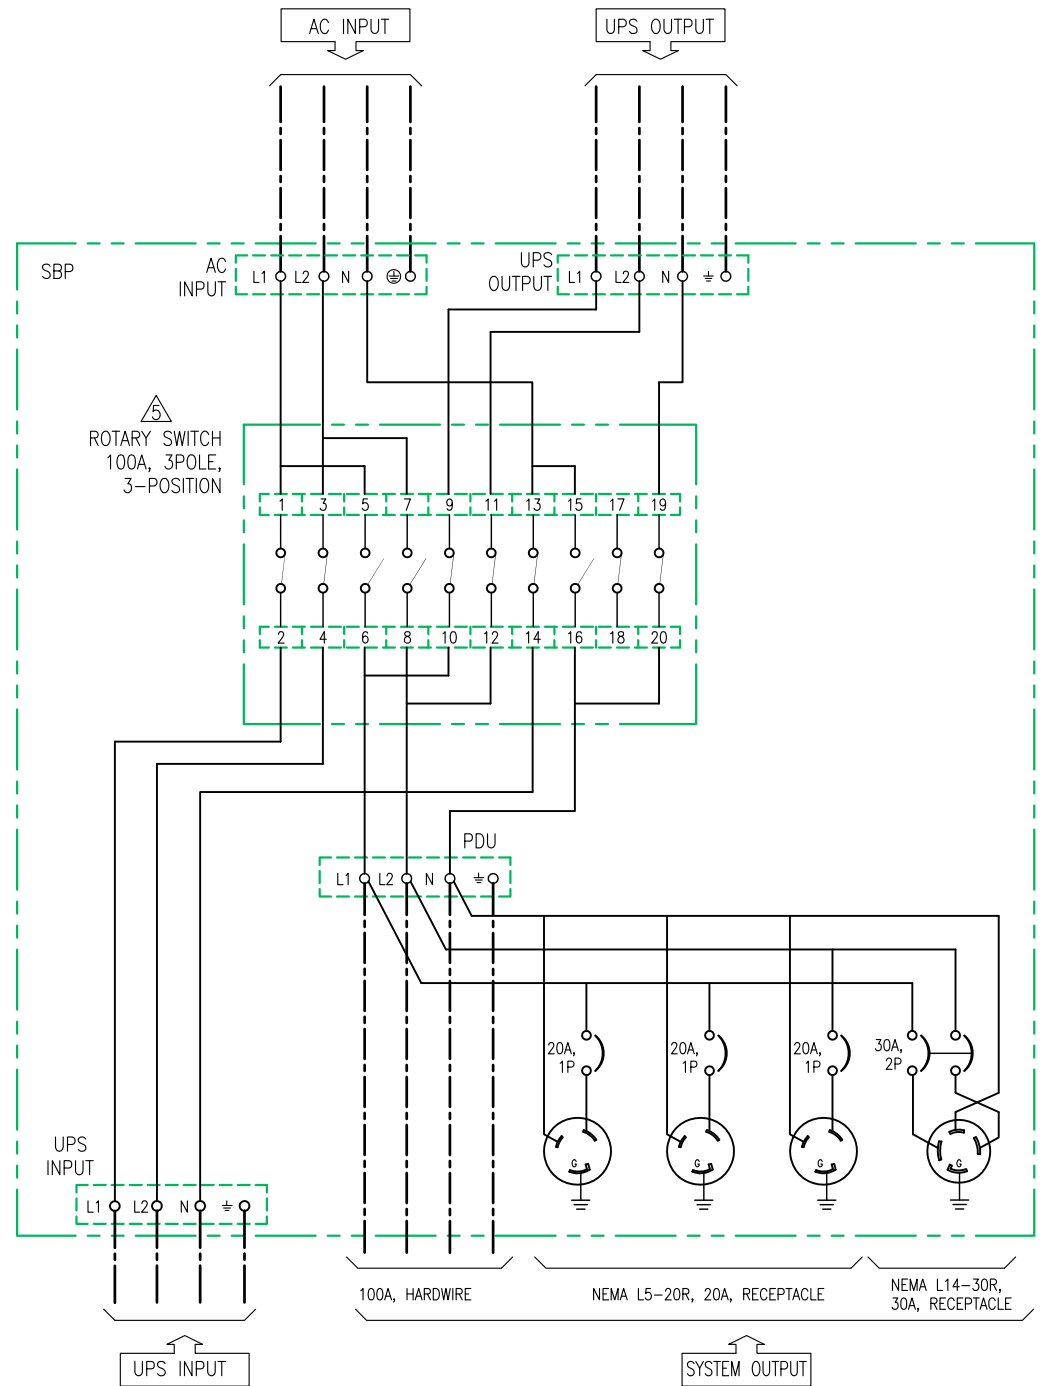 AC INPUT
UPS OUTPUT
SBP
AC
INPUT
L1 L2 N
UPS
OUTPUT
L1 L2 N
5
ROTARY SWITCH
100A, 3POLE,
3-POSITION
1 3 5 7 9 11 13 15 17 19
2 4 6 8 10 12 14 16 18 20
PDU
L1 L2 N
20A,
1P
20A,
1P
20A,
1P
30A,
2P
G
G
G
G
UPS
INPUT
L1 L2 N
100A, HARDWIRE
NEMA L5-20R, 20A, RECEPTACLE
NEMA L14-30R,
30A, RECEPTACLE
UPS INPUT
SYSTEM OUTPUT